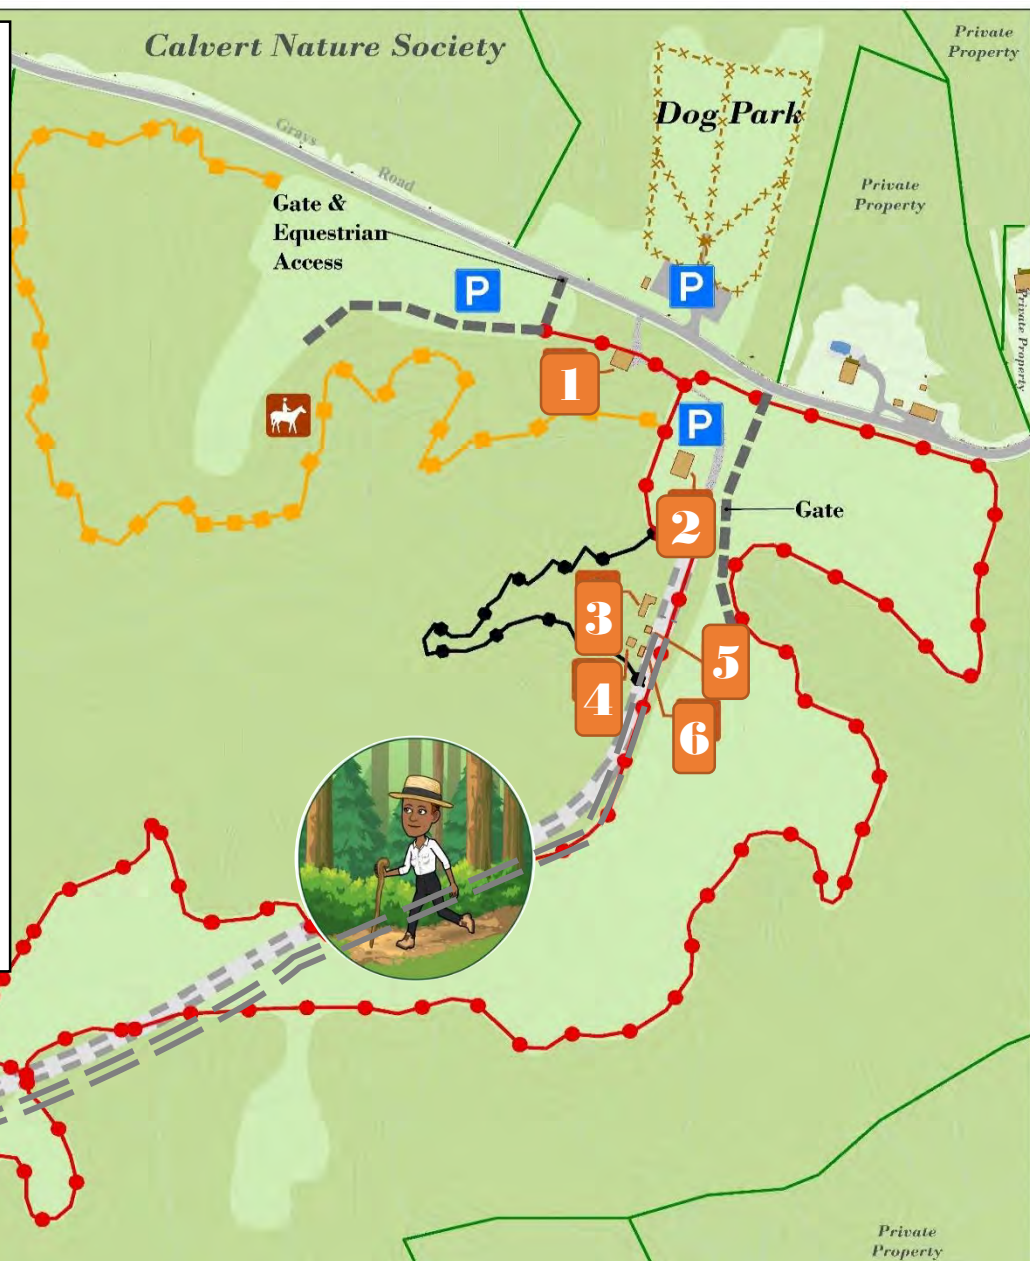 Calvert Nature Society
Private
Property
Dog Park
Grays
Road
Private
Property
Gate &
Equestrian
Access
P
P
Private Property
1
P
2
Gate
3
5
4
6
Private
Property